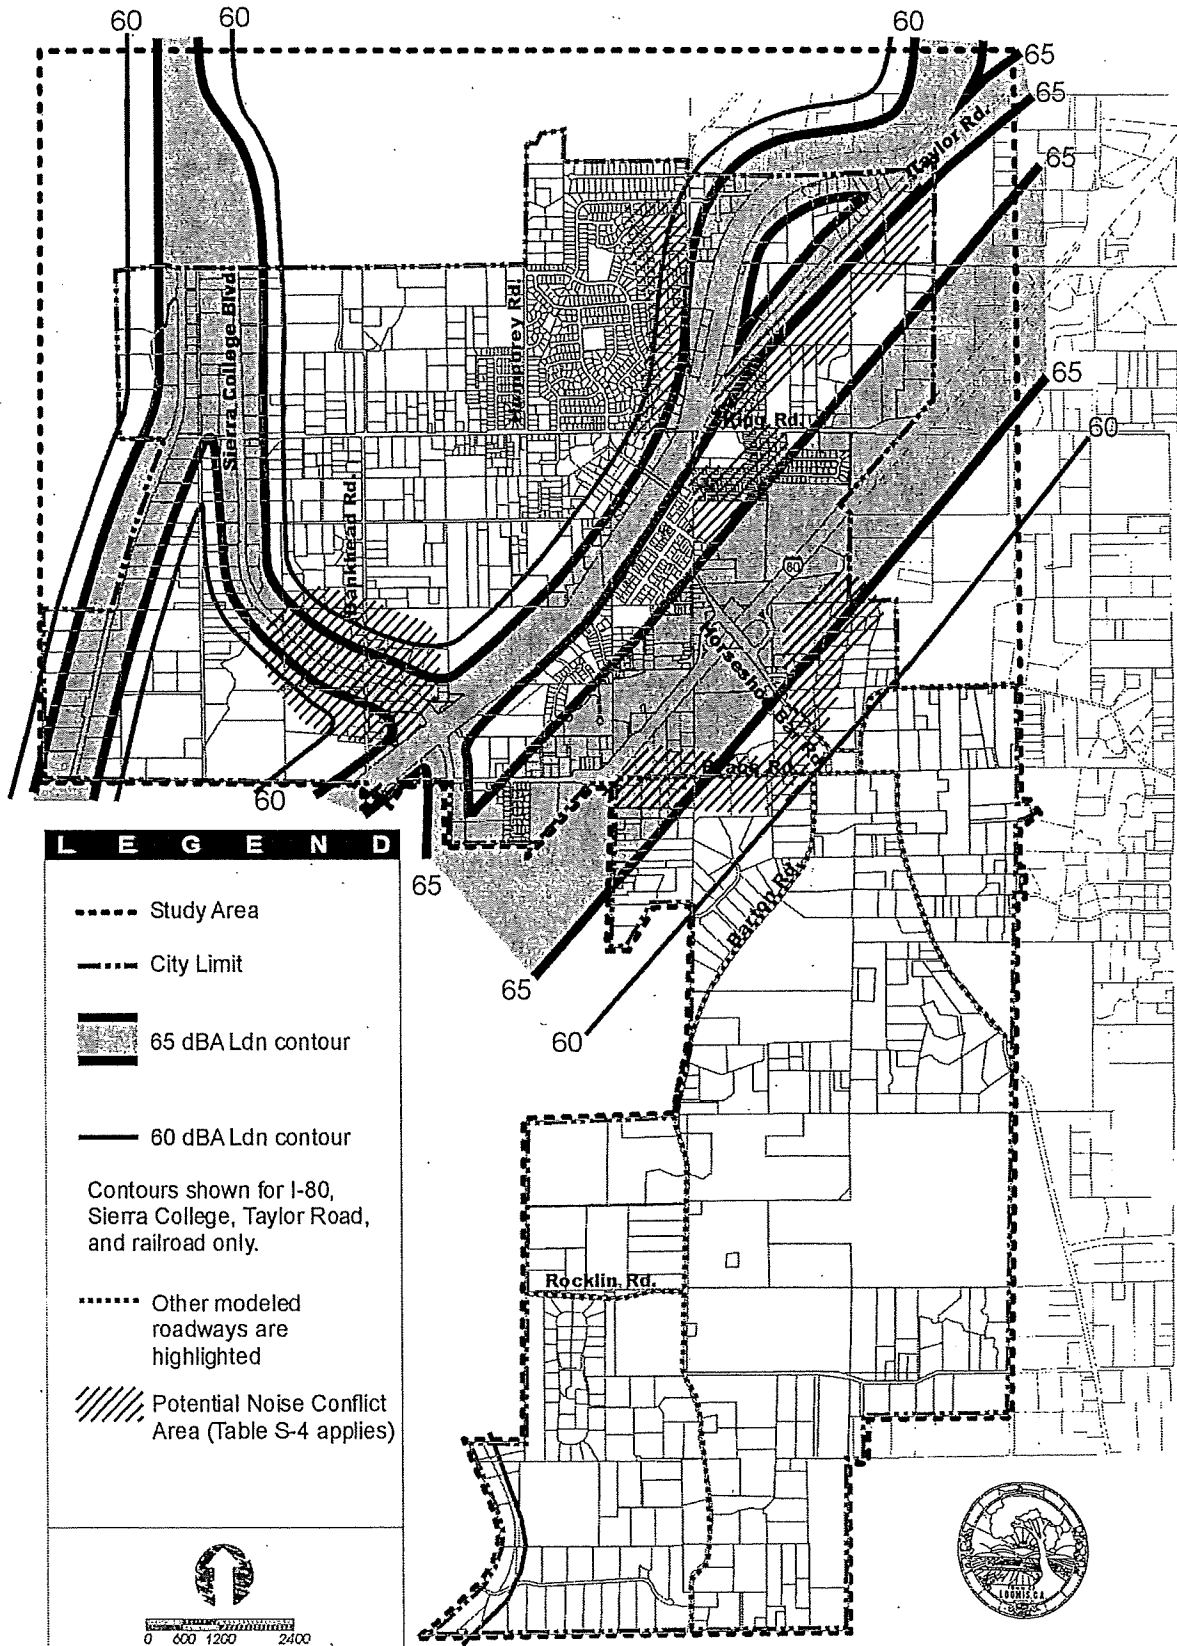 60
60
60
65
65
65
65
60
Taylor Rd.
Sierra College Blvd.
Humphrey Rd.
King Rd.
Bankhead Rd.
80
Horseshoe Bar Rd.
Brace Rd.
60
65
65
60
Barton Rd.
Rocklin Rd.
LEGEND
Study Area
City Limit
65 dBA Ldn contour
60 dBA Ldn contour
Contours shown for I-80,
Sierra College, Taylor Road,
and railroad only.
Other modeled
roadways are
highlighted
Potential Noise Conflict
Area (Table S-4 applies)
0 600 1200 2400
LOOMIS, CA